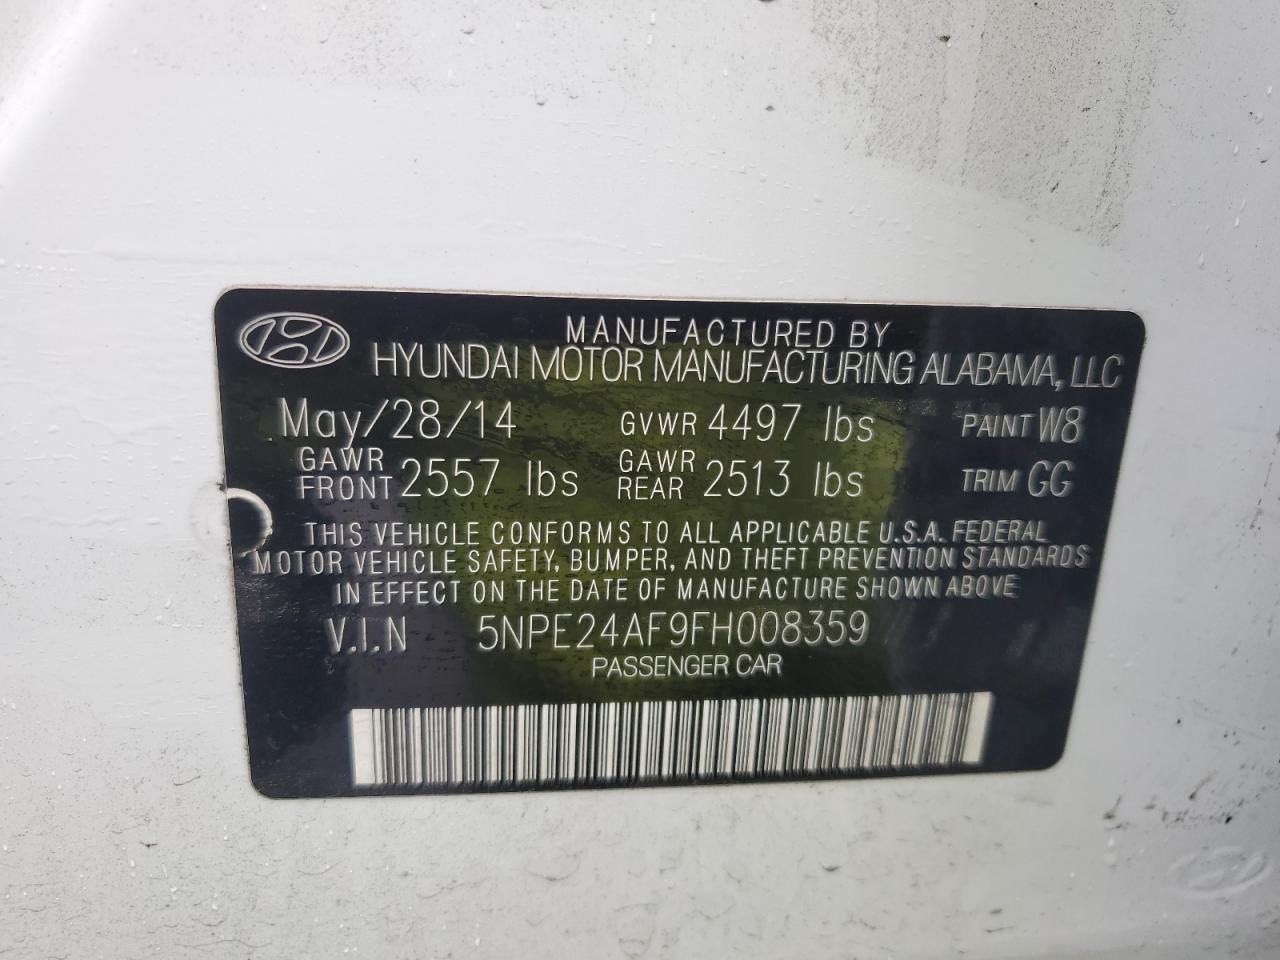 MANUFACTURED BY
HYUNDAI MOTOR MANUFACTURING ALABAMA, LLC
May/28/14 GVWR 4497 lbs PAINT W8
GAWR FRONT 2557 lbs GAWR REAR 2513 lbs TRIM GG
THIS VEHICLE CONFORMS TO ALL APPLICABLE U.S.A. FEDERAL
MOTOR VEHICLE SAFETY, BUMPER, AND THEFT PREVENTION STANDARDS
IN EFFECT ON THE DATE OF MANUFACTURE SHOWN ABOVE
V.I.N 5NPE24AF9FH008359
PASSENGER CAR